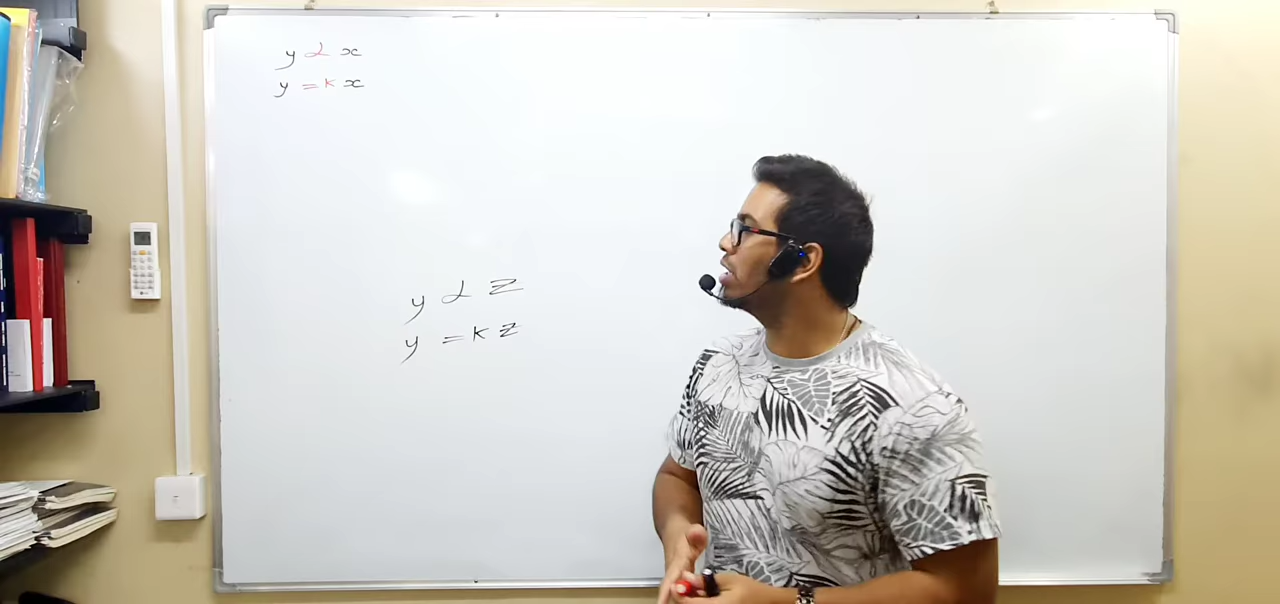 y ∝ x
y = k x
y ∝ z
y = k z